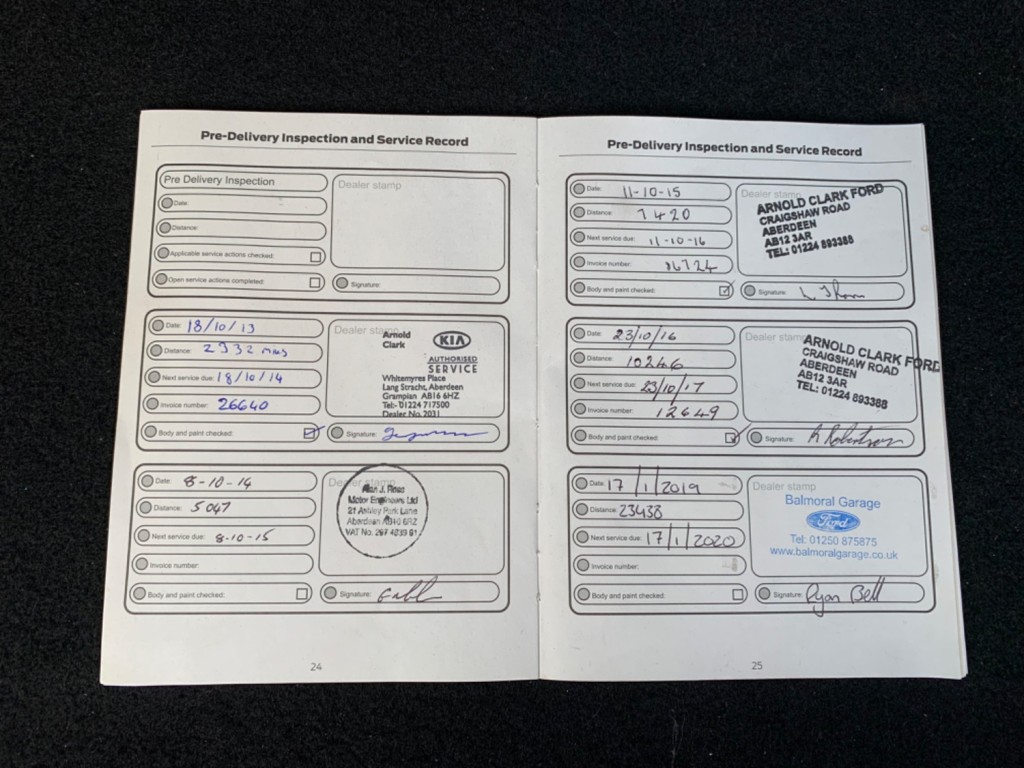 Pre-Delivery Inspection and Service Record
Pre Delivery Inspection
Date:
Distance:
Applicable service actions checked:
Open service actions completed:
Dealer stamp
Signature:
Date: 18/10/13
Distance: 2332 mls
Next service due: 18/10/14
Invoice number: 26640
Body and paint checked:
Dealer stamp
Arnold
Clark
KIA
AUTHORISED
SERVICE
Whitemyres Place
Lang Stracht, Aberdeen
Grampian AB16 6HZ
Tel:- 01224 717500
Dealer No. 2031
Signature:
Date: 8-10-14
Distance: 5047
Next service due: 8-10-15
Invoice number:
Body and paint checked:
Dealer stamp
Alan J. Ross
Motor Engineers Ltd
21 Ashley Park Lane
Aberdeen AB10 6RZ
VAT No.
Signature:
24
Pre-Delivery Inspection and Service Record
Date: 11-10-15
Distance: 7420
Next service due: 11-10-16
Invoice number: 86724
Body and paint checked:
Dealer stamp
ARNOLD CLARK FORD
CRAIGSHAW ROAD
ABERDEEN
AB12 3AR
TEL: 01224 893388
Signature:
Date: 23/10/16
Distance: 10246
Next service due: 23/10/17
Invoice number: 12649
Body and paint checked:
Dealer stamp
ARNOLD CLARK FORD
CRAIGSHAW ROAD
ABERDEEN
AB12 3AR
TEL: 01224 893388
Signature: R Robertson
Date: 17/1/2019
Distance: 23438
Next service due: 17/1/2020
Invoice number:
Body and paint checked:
Dealer stamp
Balmoral Garage
Ford
Tel: 01250 875875
www.balmoralgarage.co.uk
Signature: Ryan Bell
25